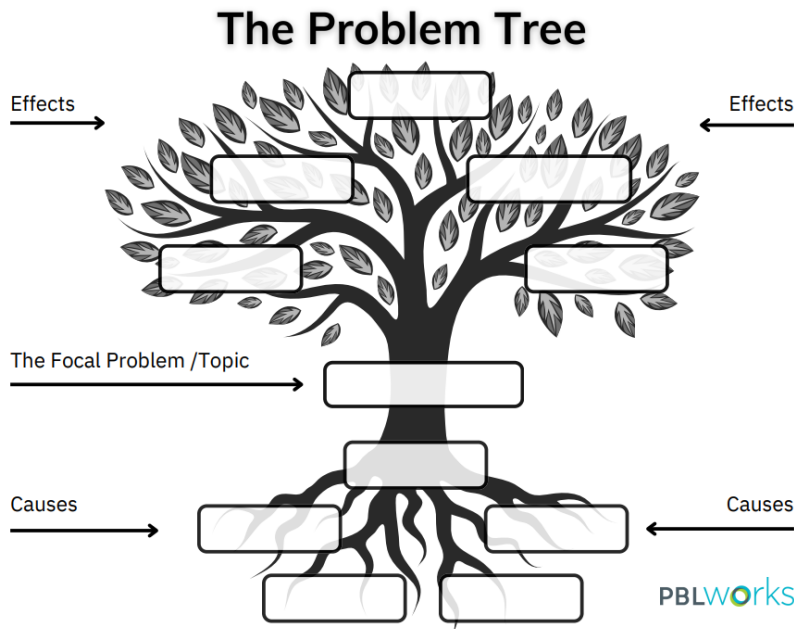 The Problem Tree
Effects
Effects
The Focal Problem /Topic
Causes
Causes
PBLWorks